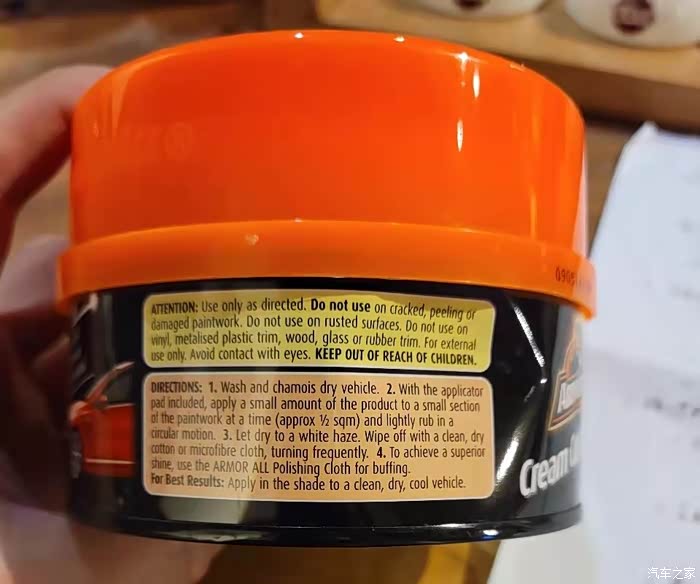 ATTENTION: Use only as directed. Do not use on cracked, peeling or
damaged paintwork. Do not use on rusted surfaces. Do not use on
vinyl, metalised plastic trim, wood, glass or rubber trim. For external
use only. Avoid contact with eyes. KEEP OUT OF REACH OF CHILDREN.
DIRECTIONS: 1. Wash and chamois dry vehicle. 2. With the applicator
pad included, apply a small amount of the product to a small section
of the paintwork at a time (approx ½ sqm) and lightly rub in a
circular motion. 3. Let dry to a white haze. Wipe off with a clean, dry
cotton or microfibre cloth, turning frequently. 4. To achieve a superior
shine, use the ARMOR ALL Polishing Cloth for buffing.
For Best Results: Apply in the shade to a clean, dry, cool vehicle.
Cream
汽车之家